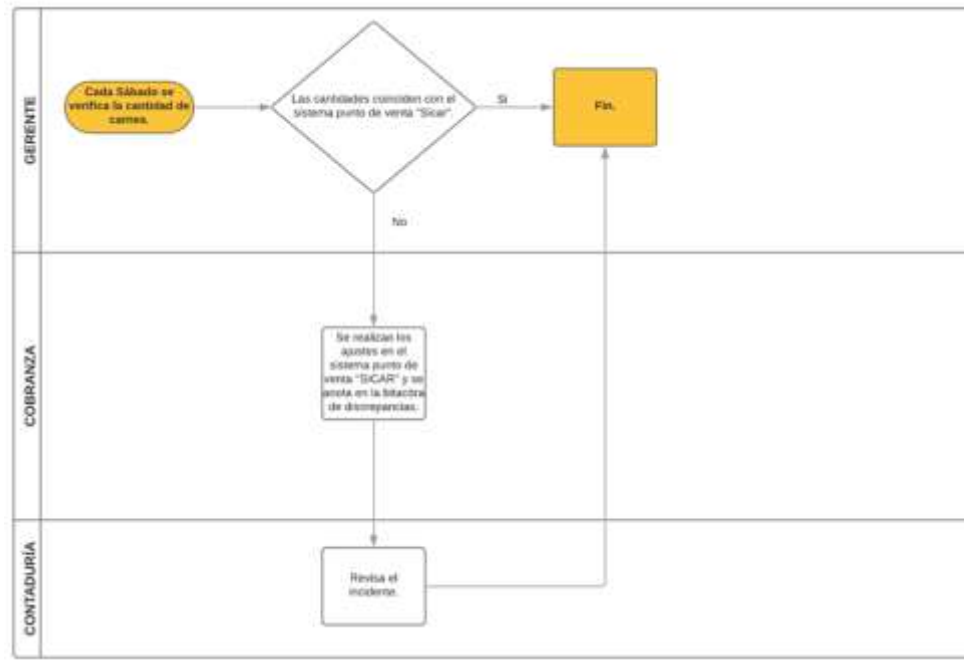 GERENTE
Cada Sábado se
verifica la cantidad de
carnes.
Las cantidades coinciden con el
sistema punto de venta "Sicar".
Si
Fin.
No
COBRANZA
Se realizan los
ajustes en el
sistema punto de
venta "SICAR" y se
anota en la bitacora
de discrepancias.
CONTADURÍA
Revisa el
incidente.